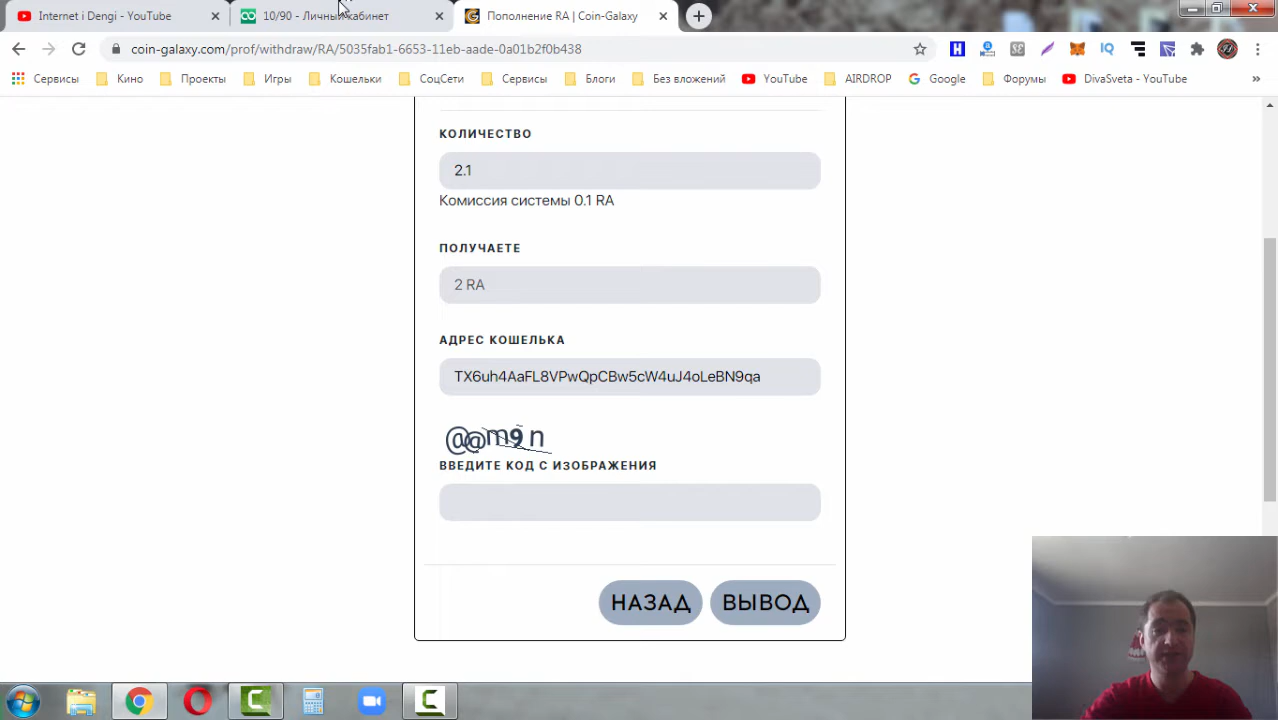 Internet i Dengi - YouTube
10/90 - Личный кабинет
Пополнение RA | Coin-Galaxy
coin-galaxy.com/prof/withdraw/RA/5035fab1-6653-11eb-aade-0a01b2f0b438
Сервисы
Кино
Проекты
Игры
Кошельки
СоцСети
Сервисы
Блоги
Без вложений
YouTube
AIRDROP
Google
Форумы
DivaSveta - YouTube
КОЛИЧЕСТВО
2.1
Комиссия системы 0.1 RA
ПОЛУЧАЕТЕ
2 RA
АДРЕС КОШЕЛЬКА
TX6uh4AaFL8VPwQpCBw5cW4uJ4oLeBN9qa
@@m9n
ВВЕДИТЕ КОД С ИЗОБРАЖЕНИЯ
НАЗАД
ВЫВОД